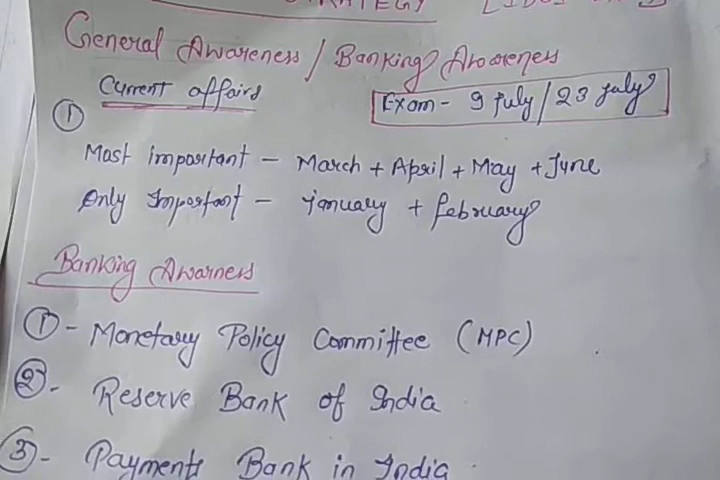 STRATEGY
General Awareness / Banking Awareness
Current affairs
Exam - 9 july / 23 july
①
Most important - March + April + May + June
Only Important - january + february
Banking Awarness
① - Monetary Policy Committee (MPC)
② - Reserve Bank of India
③ - Payments Bank in India